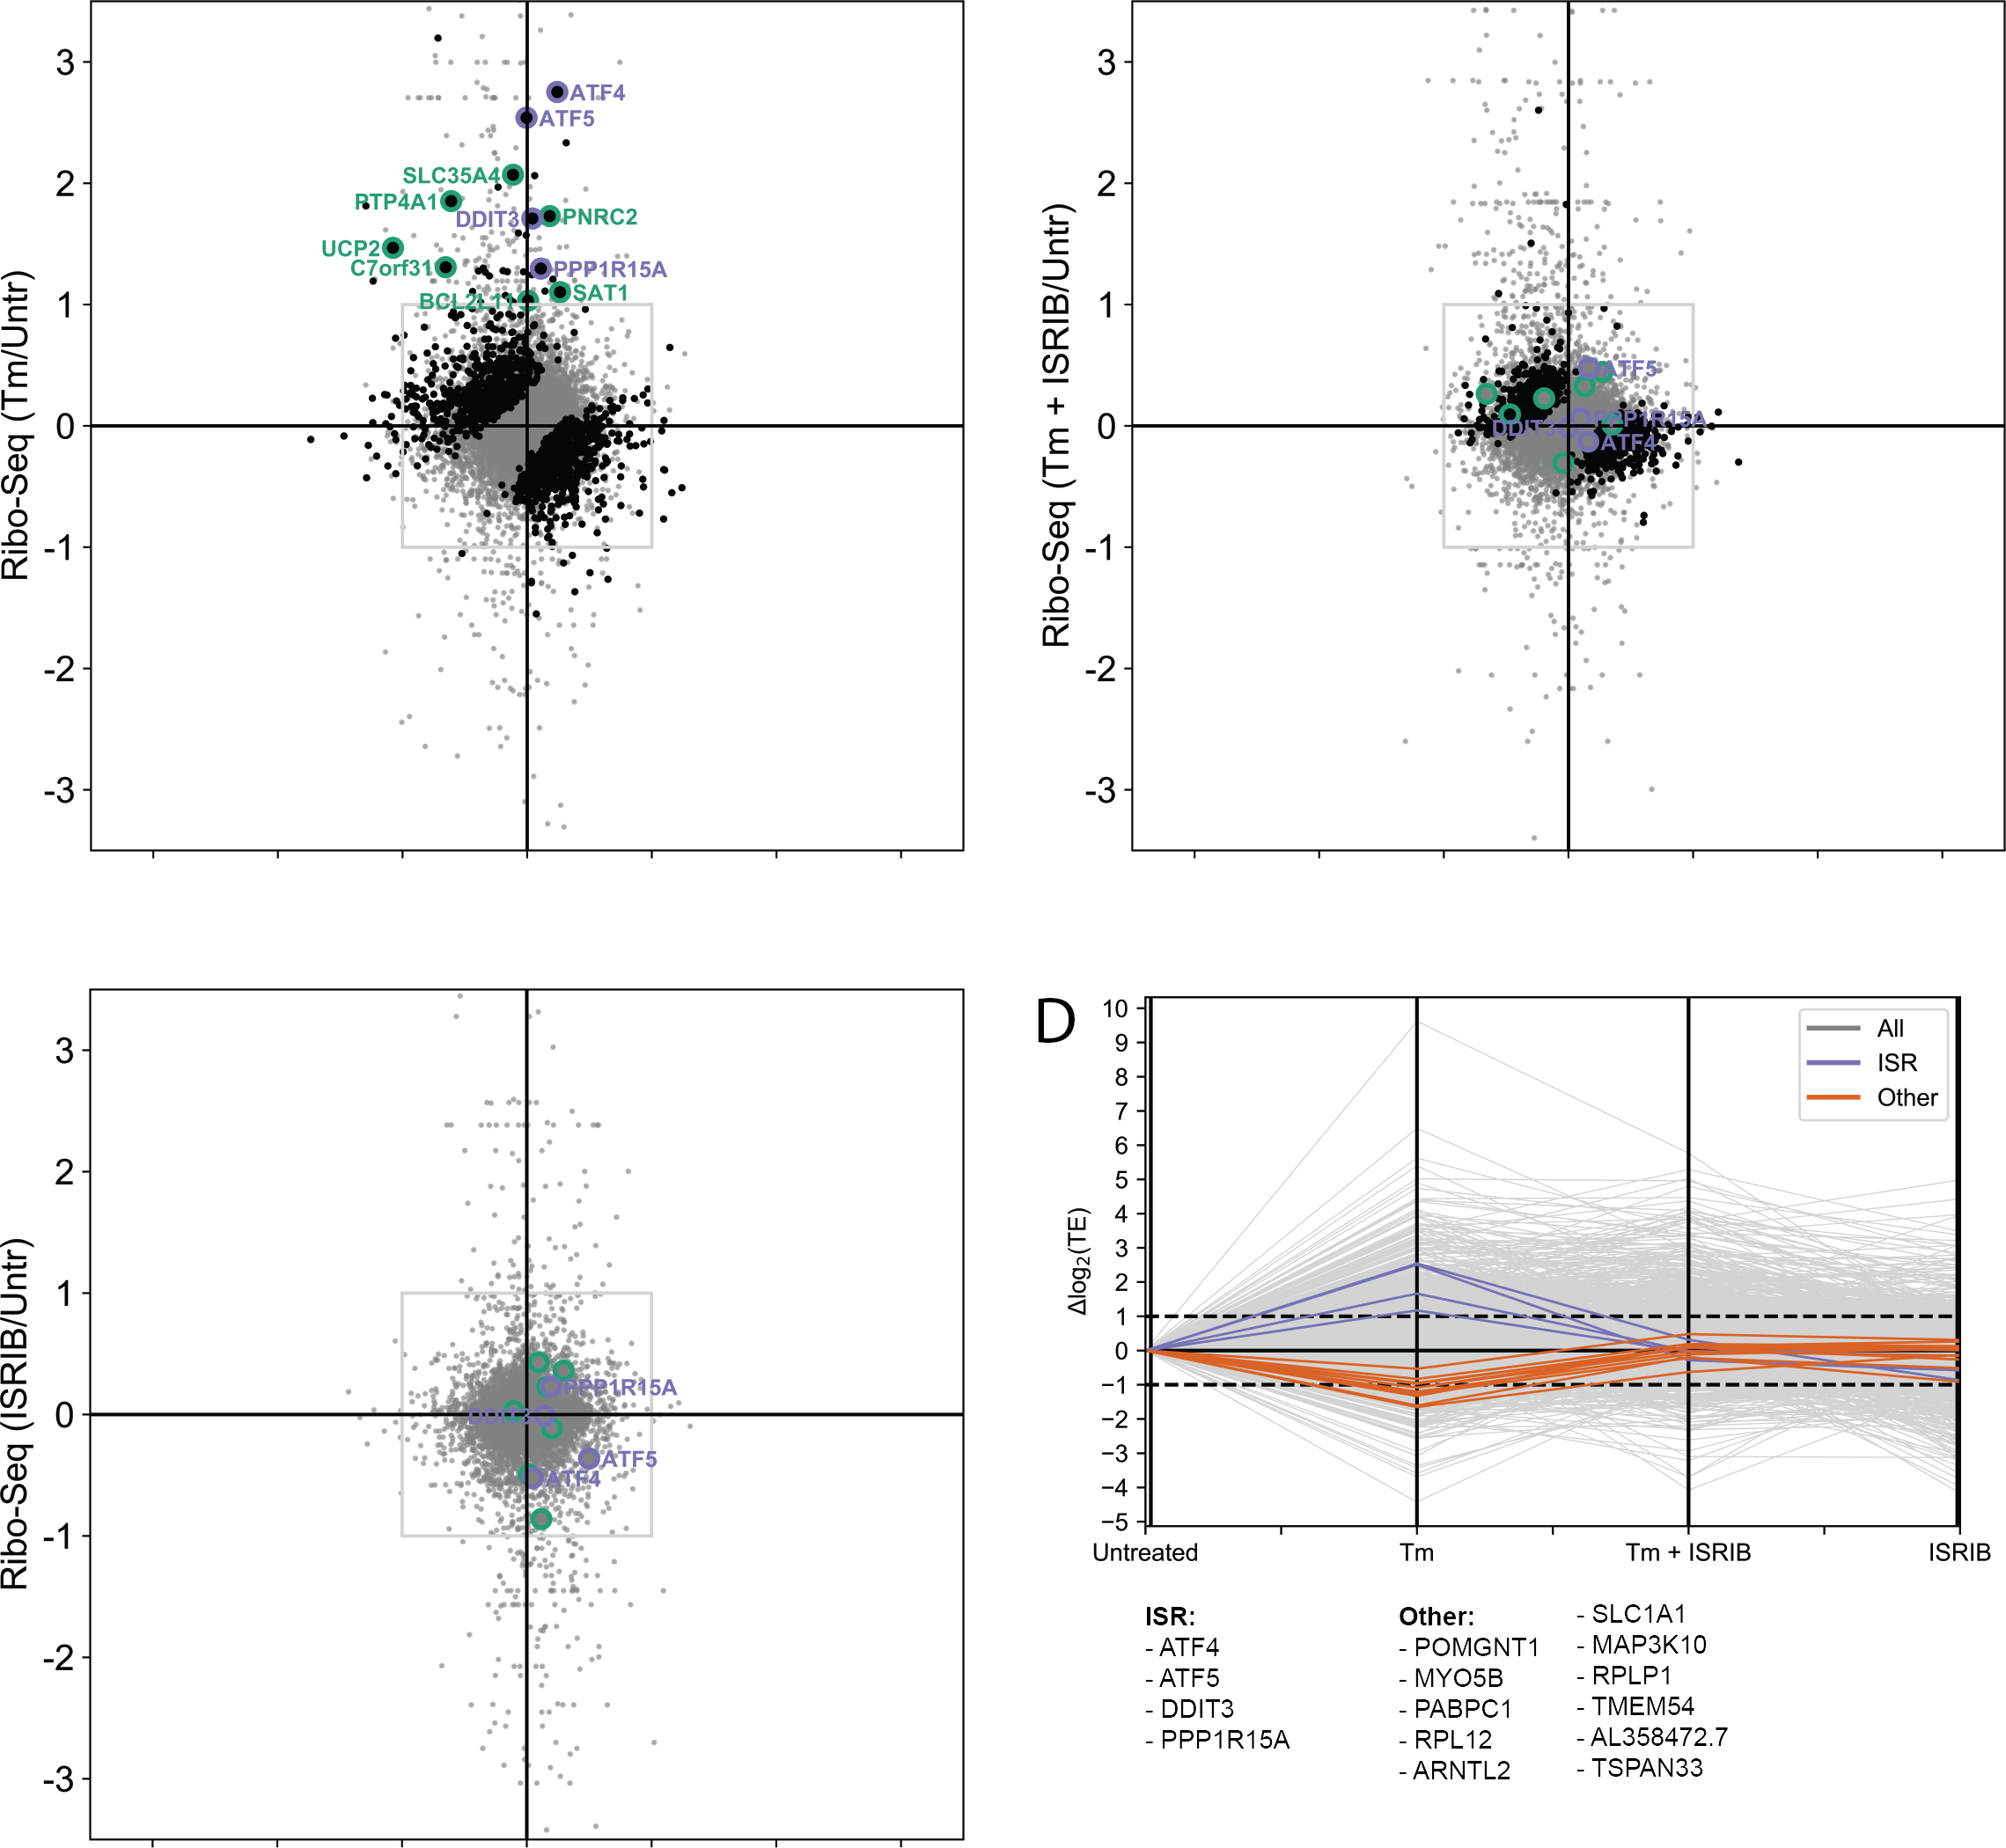 Ribo-Seq (Tm/Untr)
3
2
1
0
-1
-2
-3
ATF4
ATF5
SLC35A4
PTP4A1
DDIT3
PNRC2
UCP2
C7orf31
PPP1R15A
SAT1
BCL2L11
Ribo-Seq (Tm + ISRIB/Untr)
3
2
1
0
-1
-2
-3
ATF5
PPP1R15A
DDIT3
ATF4
Ribo-Seq (ISRIB/Untr)
3
2
1
0
-1
-2
-3
PPP1R15A
DDIT3
ATF5
ATF4
D
Δlog₂(TE)
10
9
8
7
6
5
4
3
2
1
0
−1
−2
−3
−4
−5
All
ISR
Other
Untreated
Tm
Tm + ISRIB
ISRIB
ISR:
- ATF4
- ATF5
- DDIT3
- PPP1R15A
Other:
- POMGNT1
- MYO5B
- PABPC1
- RPL12
- ARNTL2
- SLC1A1
- MAP3K10
- RPLP1
- TMEM54
- AL358472.7
- TSPAN33